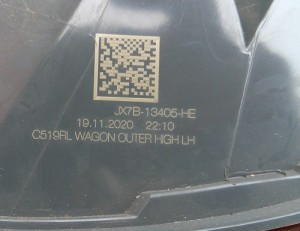 JX7B-13405-HE
19.11.2020 22:10
C519RL WAGON OUTER HIGH LH